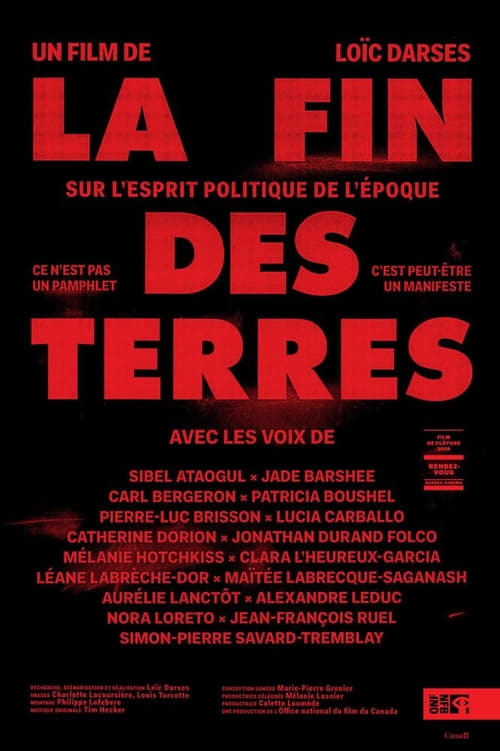 UN FILM DE LOÏC DARSES
LA FIN
SUR L'ESPRIT POLITIQUE DE L'ÉPOQUE
DES
CE N'EST PAS
UN PAMPHLET
C'EST PEUT-ÊTRE
UN MANIFESTE
TERRES
AVEC LES VOIX DE
FILM
DE CLÔTURE
2019
RENDEZ-
VOUS
QUÉBEC CINÉMA
SIBEL ATAOGUL × JADE BARSHEE
CARL BERGERON × PATRICIA BOUSHEL
PIERRE-LUC BRISSON × LUCIA CARBALLO
CATHERINE DORION × JONATHAN DURAND FOLCO
MÉLANIE HOTCHKISS × CLARA L'HEUREUX-GARCIA
LÉANE LABRÈCHE-DOR × MAÏTÉE LABRECQUE-SAGANASH
AURÉLIE LANCTÔT × ALEXANDRE LEDUC
NORA LORETO × JEAN-FRANÇOIS RUEL
SIMON-PIERRE SAVARD-TREMBLAY
RECHERCHE, SCÉNARISATION ET RÉALISATION Loïc Darses
IMAGES Charlotte Lacoursière, Louis Turcotte
MONTAGE Philippe Lefebvre
MUSIQUE ORIGINALE Tim Hecker
CONCEPTION SONORE Marie-Pierre Grenier
PRODUCTRICE DÉLÉGUÉE Mélanie Lasnier
PRODUCTRICE Colette Loumède
UNE PRODUCTION DE L'Office national du film du Canada
ONF
NFB
Canada